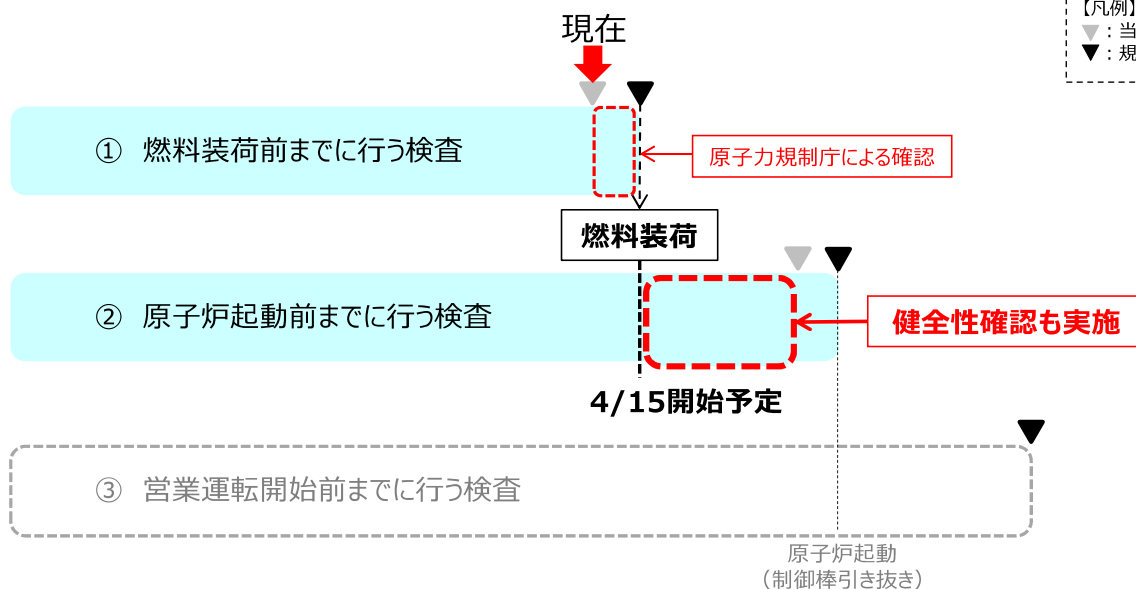 現在
【凡例】
▼：当
▼：規
① 燃料装荷前までに行う検査
原子力規制庁による確認
燃料装荷
② 原子炉起動前までに行う検査
健全性確認も実施
4/15開始予定
③ 営業運転開始前までに行う検査
原子炉起動
（制御棒引き抜き）